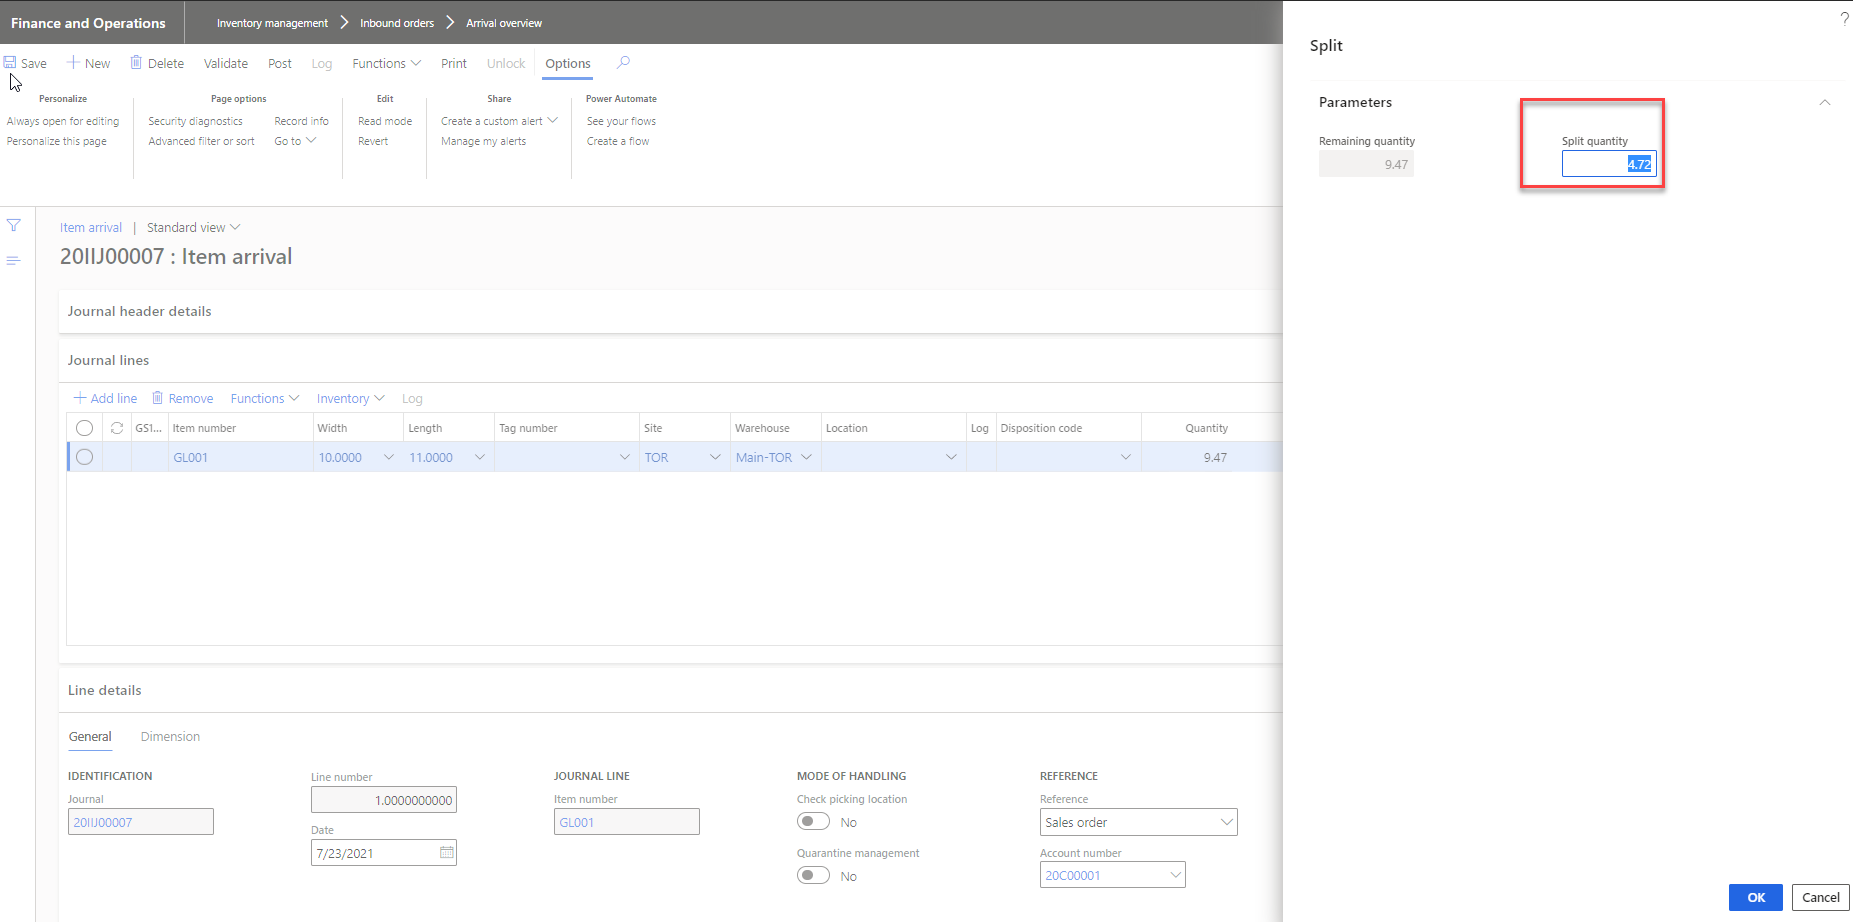 Finance and Operations
Inventory management > Inbound orders > Arrival overview
?
Save New Delete Validate Post Log Functions Print Unlock Options
Personalize Page options Edit Share Power Automate
Always open for editing Security diagnostics Record info Read mode Create a custom alert See your flows
Personalize this page Advanced filter or sort Go to Revert Manage my alerts Create a flow
Item arrival | Standard view
20IIJ00007 : Item arrival
Journal header details
Journal lines
Add line Remove Functions Inventory Log
GS1... Item number Width Length Tag number Site Warehouse Location Log Disposition code Quantity
GL001 10.0000 11.0000 TOR Main-TOR 9.47
Line details
General Dimension
IDENTIFICATION
Journal
20IIJ00007
Line number
1.0000000000
Date
7/23/2021
JOURNAL LINE
Item number
GL001
MODE OF HANDLING
Check picking location
No
Quarantine management
No
REFERENCE
Reference
Sales order
Account number
20C00001
Split
Parameters
Remaining quantity
9.47
Split quantity
4.72
OK Cancel